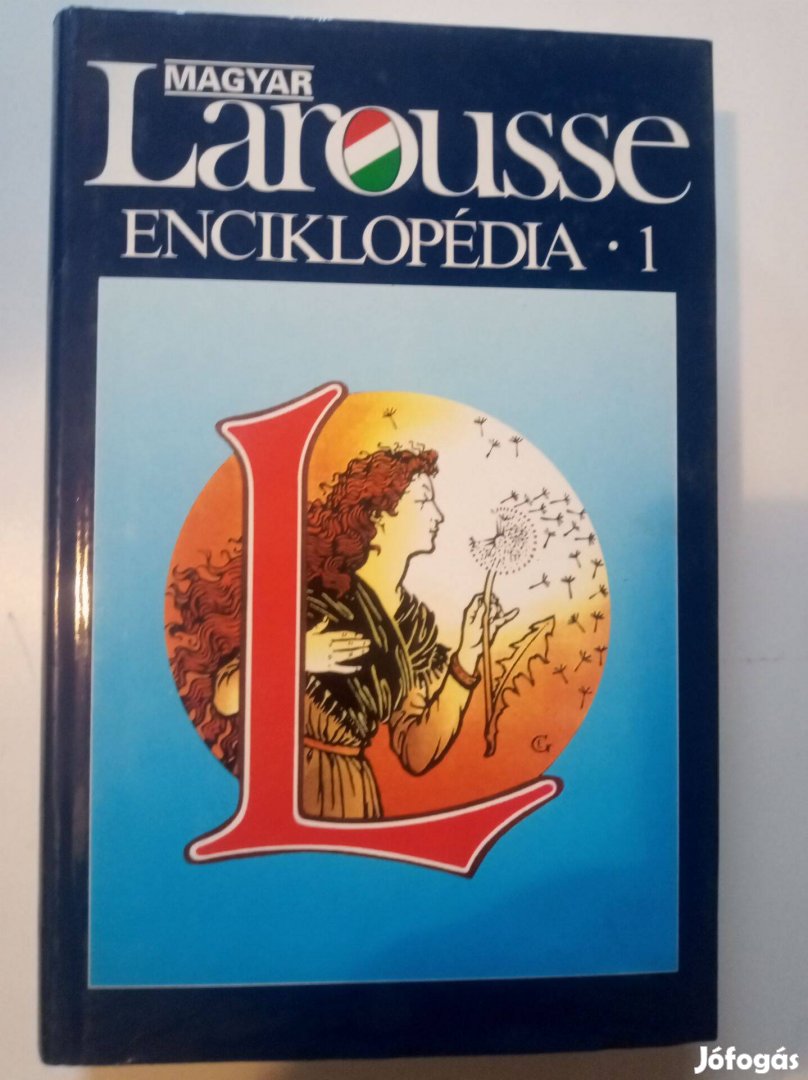 MAGYAR
Larousse
ENCIKLOPÉDIA · 1
L
Jófogás